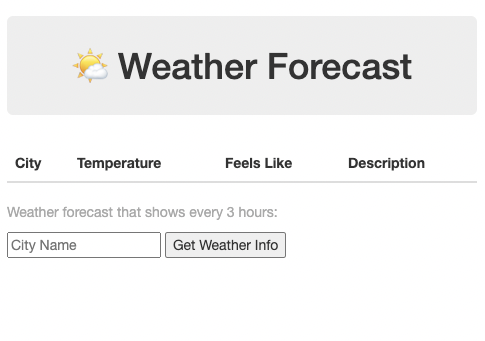 🌤️ Weather Forecast
City Temperature Feels Like Description
Weather forecast that shows every 3 hours:
City Name Get Weather Info